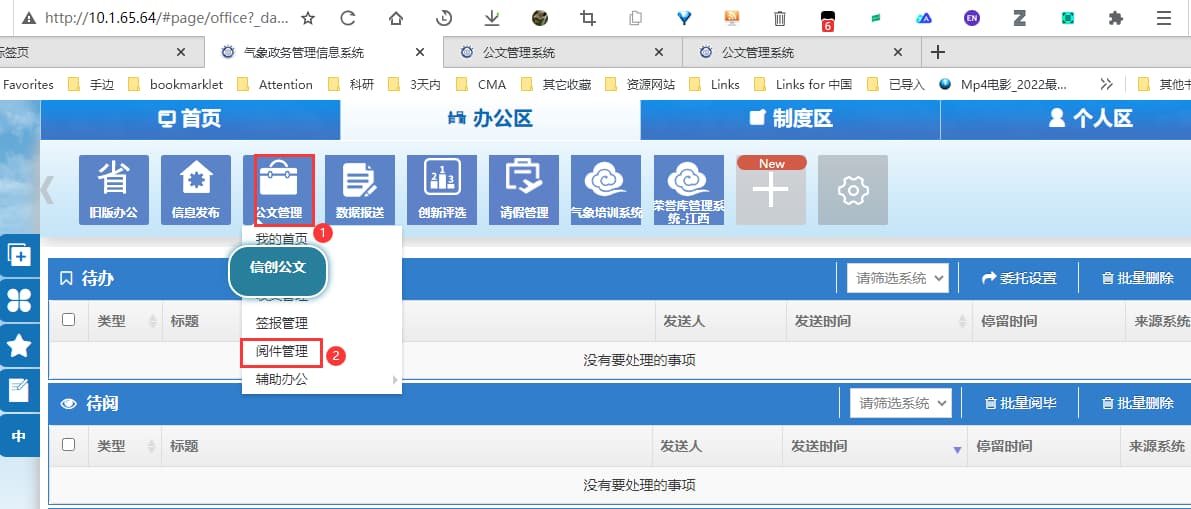 http://10.1.65.64/#page/office?_da...
6
EN
标签页
气象政务管理信息系统
公文管理系统
公文管理系统
Favorites 手边 bookmarklet Attention 科研 3天内 CMA 其它收藏 资源网站 Links Links for 中国 已导入 Mp4电影_2022最... 其他书
首页 办公区 制度区 个人区
省 1 2 3 New
旧版办公 信息发布 公文管理 数据报送 创新评选 请假管理 气象培训系统 荣誉库管理系统-江西
我的首页 1
信创公文
签报管理
阅件管理 2
辅助办公
中
待办 请筛选系统 委托设置 批量删除
类型 标题 发送人 发送时间 停留时间 来源系统
没有要处理的事项
待阅 请筛选系统 批量阅毕 批量删除
类型 标题 发送人 发送时间 停留时间 来源系统
没有要处理的事项